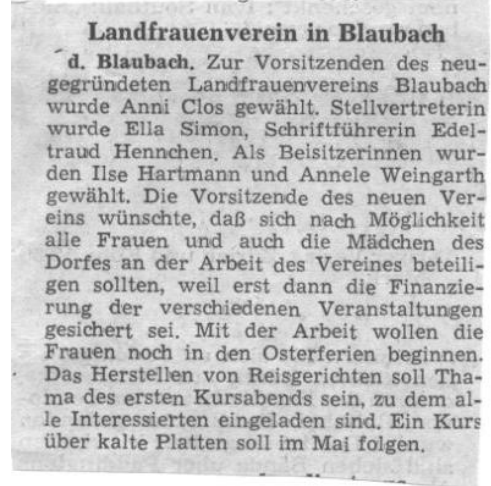 Landfrauenverein in Blaubach
d. Blaubach. Zur Vorsitzenden des neu-
gegründeten Landfrauenvereins Blaubach
wurde Anni Clos gewählt. Stellvertreterin
wurde Ella Simon, Schriftführerin Edel-
traud Hennchen. Als Beisitzerinnen wur-
den Ilse Hartmann und Annele Weingarth
gewählt. Die Vorsitzende des neuen Ver-
eins wünschte, daß sich nach Möglichkeit
alle Frauen und auch die Mädchen des
Dorfes an der Arbeit des Vereines beteili-
gen sollten, weil erst dann die Finanzie-
rung der verschiedenen Veranstaltungen
gesichert sei. Mit der Arbeit wollen die
Frauen noch in den Osterferien beginnen.
Das Herstellen von Reisgerichten soll Tha-
ma des ersten Kursabends sein, zu dem al-
le Interessierten eingeladen sind. Ein Kurs
über kalte Platten soll im Mai folgen.